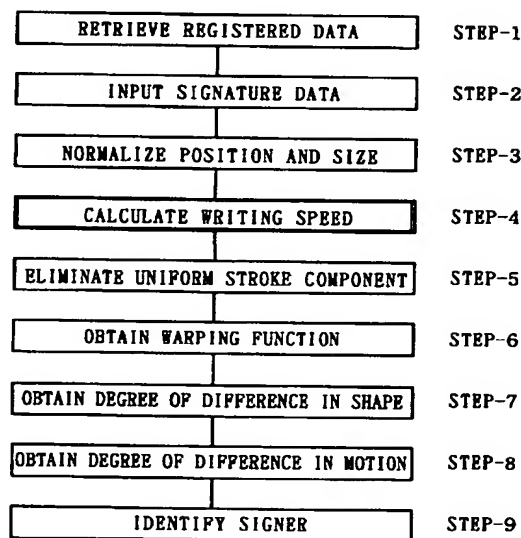 RETRIEVE REGISTERED DATA STEP-1
INPUT SIGNATURE DATA STEP-2
NORMALIZE POSITION AND SIZE STEP-3
CALCULATE WRITING SPEED STEP-4
ELIMINATE UNIFORM STROKE COMPONENT STEP-5
OBTAIN WARPING FUNCTION STEP-6
OBTAIN DEGREE OF DIFFERENCE IN SHAPE STEP-7
OBTAIN DEGREE OF DIFFERENCE IN MOTION STEP-8
IDENTIFY SIGNER STEP-9